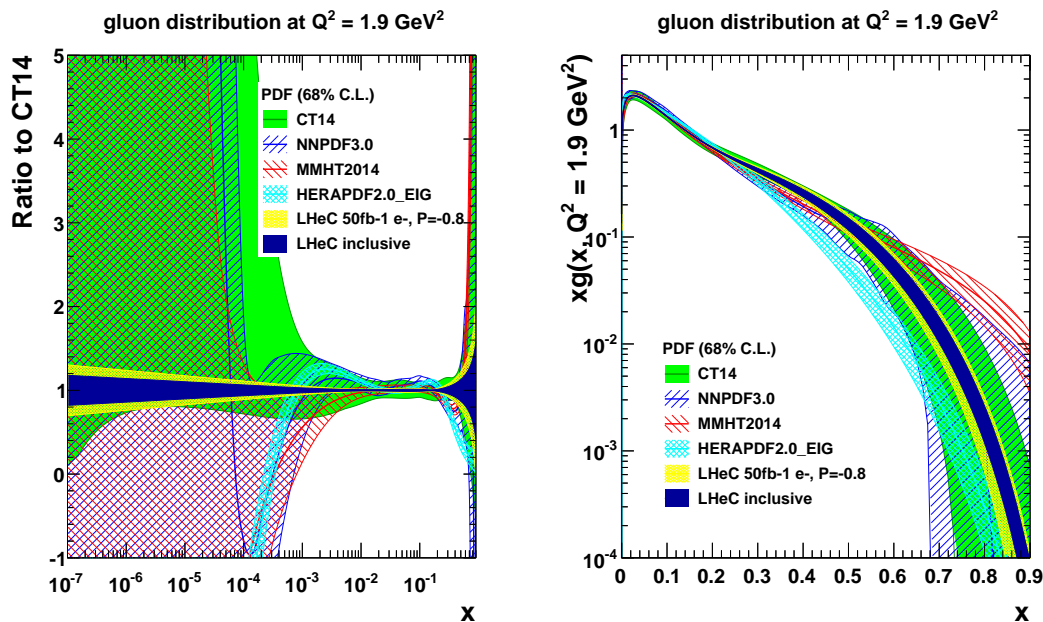 gluon distribution at Q² = 1.9 GeV²
Ratio to CT14
5
4
3
2
1
0
-1
PDF (68% C.L.)
CT14
NNPDF3.0
MMHT2014
HERAPDF2.0_EIG
LHeC 50fb-1 e-, P=-0.8
LHeC inclusive
10⁻⁷ 10⁻⁶ 10⁻⁵ 10⁻⁴ 10⁻³ 10⁻² 10⁻¹
x
gluon distribution at Q² = 1.9 GeV²
xg(x, Q² = 1.9 GeV²)
1
10⁻¹
10⁻²
10⁻³
10⁻⁴
PDF (68% C.L.)
CT14
NNPDF3.0
MMHT2014
HERAPDF2.0_EIG
LHeC 50fb-1 e-, P=-0.8
LHeC inclusive
0 0.1 0.2 0.3 0.4 0.5 0.6 0.7 0.8 0.9
x